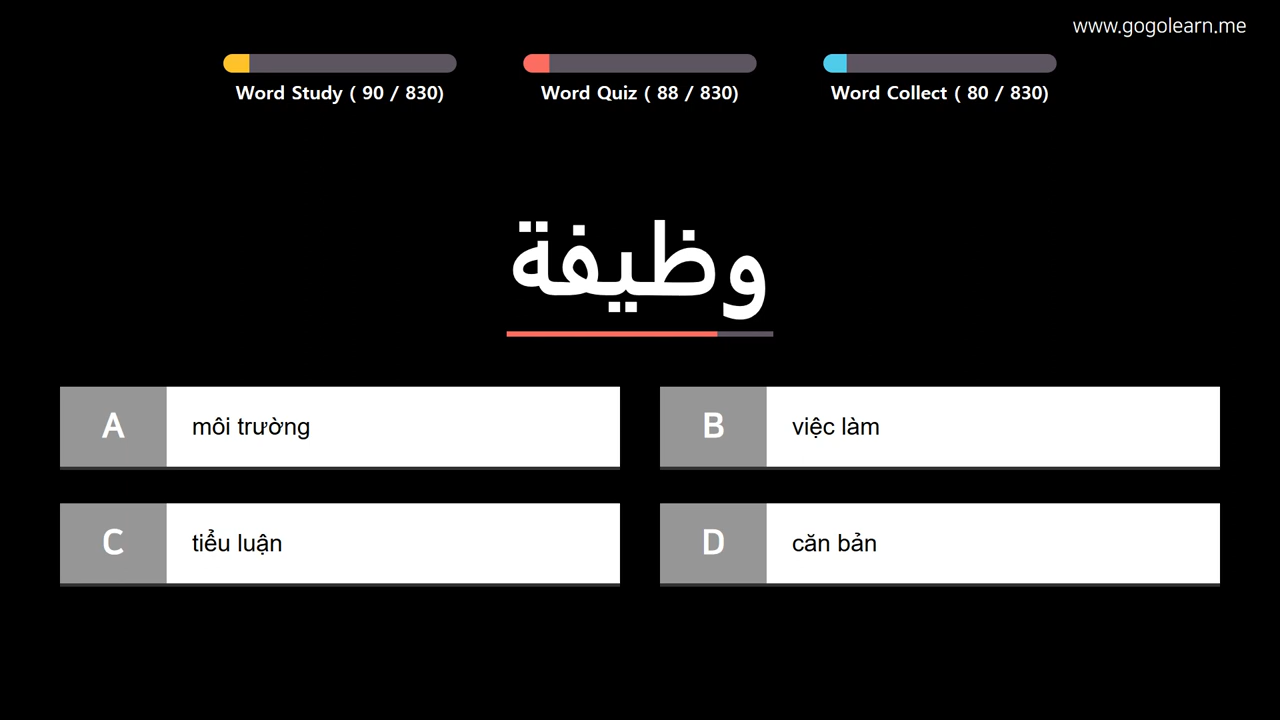 www.gogolearn.me
Word Study ( 90 / 830)
Word Quiz ( 88 / 830)
Word Collect ( 80 / 830)
وظيفة
A môi trường
B việc làm
C tiểu luận
D căn bản